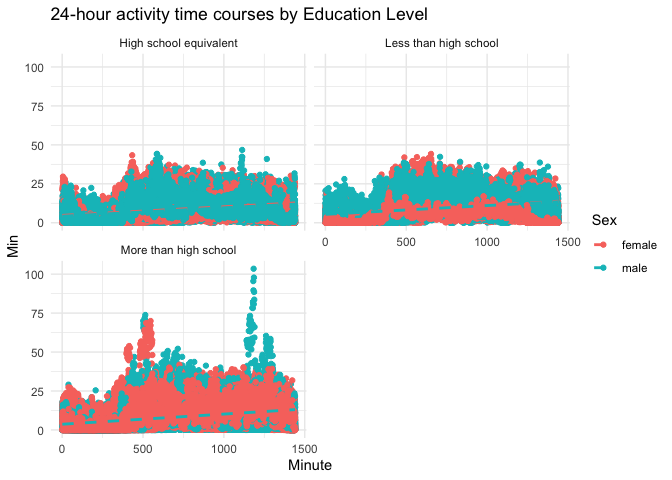 24-hour activity time courses by Education Level
High school equivalent
Less than high school
100
75
50
25
0
0 500 1000 1500
More than high school
100
75
50
25
0
0 500 1000 1500
Min
Minute
Sex
female
male